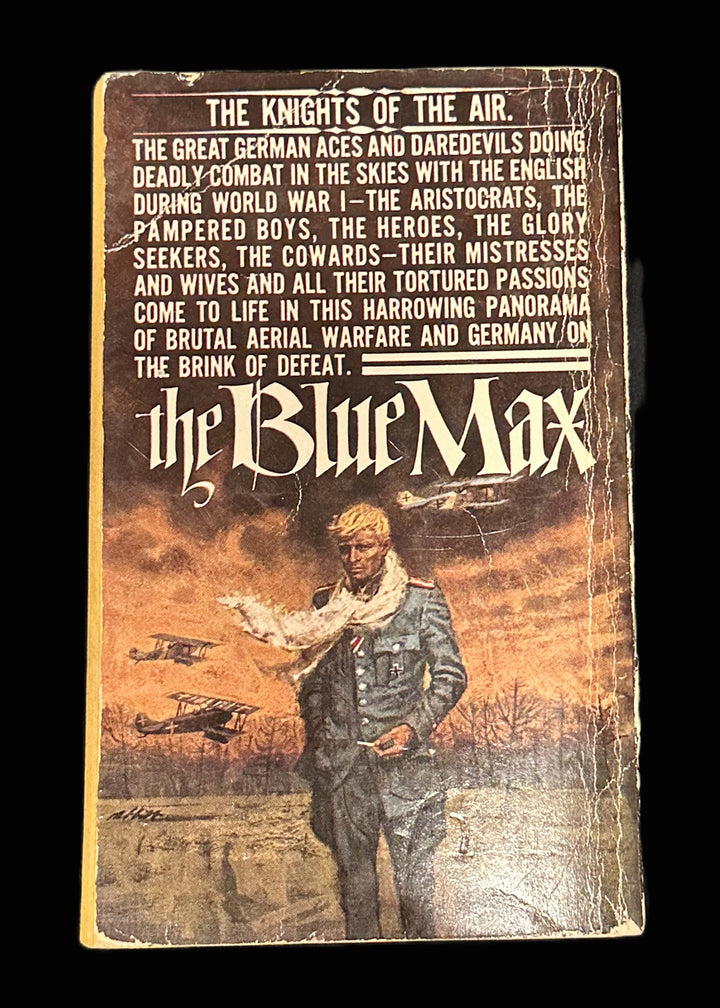 THE KNIGHTS OF THE AIR.
THE GREAT GERMAN ACES AND DAREDEVILS DOING
DEADLY COMBAT IN THE SKIES WITH THE ENGLISH
DURING WORLD WAR I—THE ARISTOCRATS, THE
PAMPERED BOYS, THE HEROES, THE GLORY
SEEKERS, THE COWARDS—THEIR MISTRESSES
AND WIVES AND ALL THEIR TORTURED PASSIONS
COME TO LIFE IN THIS HARROWING PANORAMA
OF BRUTAL AERIAL WARFARE AND GERMANY ON
THE BRINK OF DEFEAT.
the Blue Max